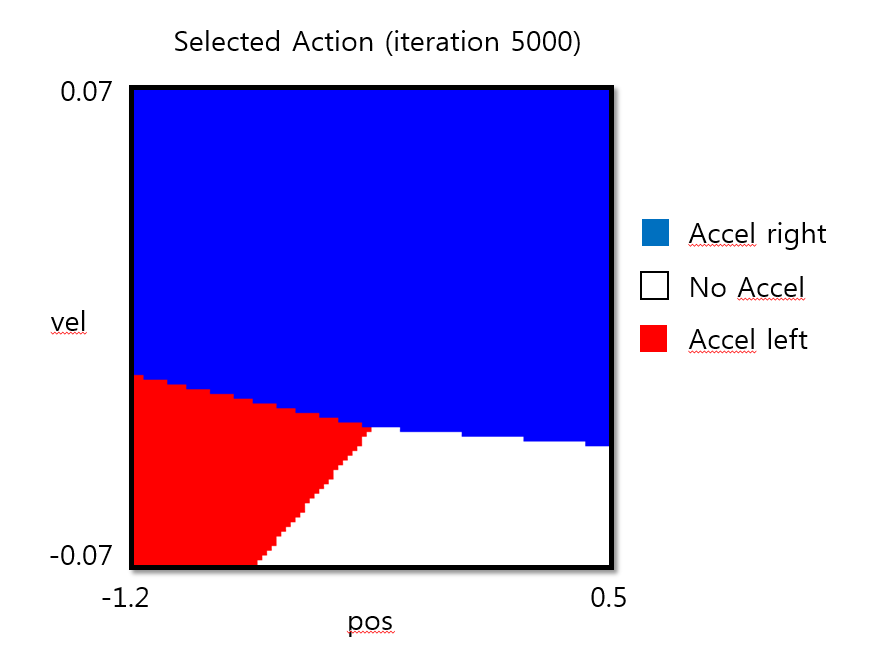 Selected Action (iteration 5000)
0.07
Accel right
No Accel
vel
Accel left
-0.07
-1.2
0.5
pos